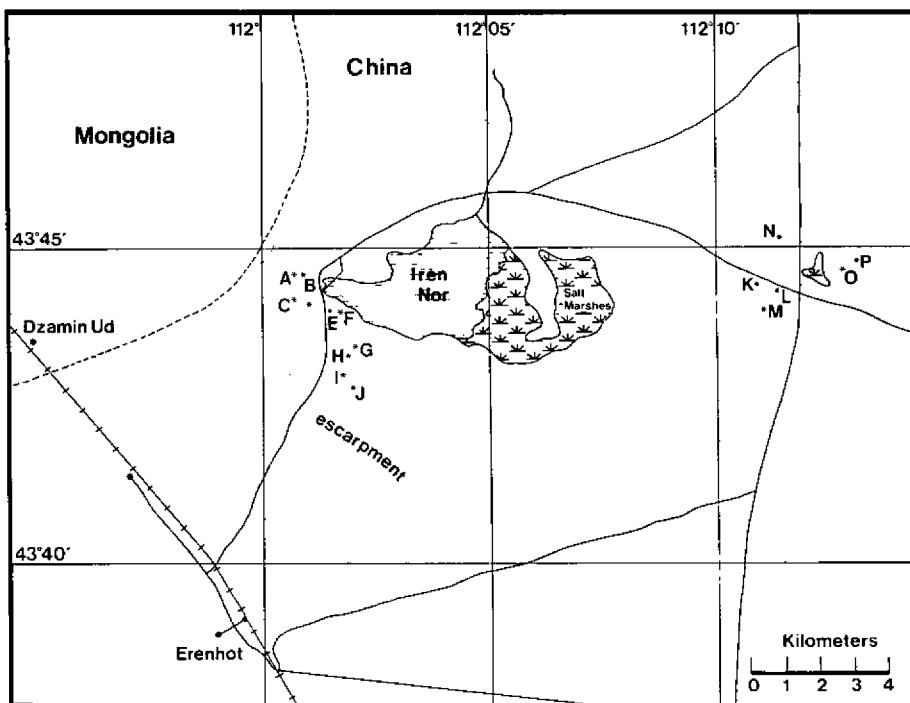 112°
112°05′
112°10′
China
Mongolia
43°45′
N
P
O
A
B
Iren
Nor
K
L
C
Salt
Marshes
M
E
F
Dzamin Ud
H
G
I
J
escarpment
43°40′
Kilometers
Erenhot
0 1 2 3 4